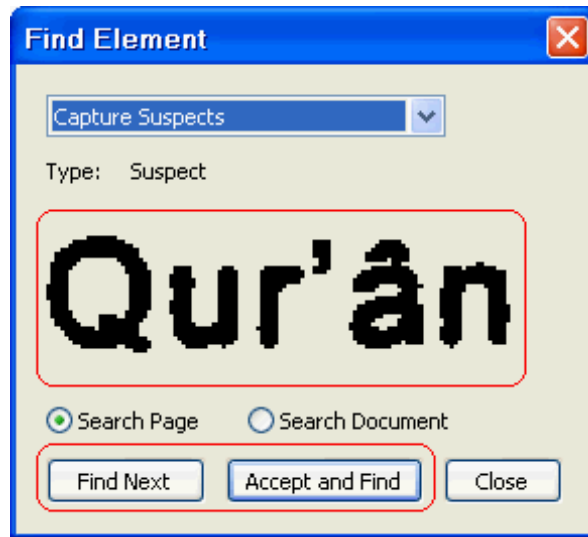 Find Element
Capture Suspects
Type: Suspect
Qur’ân
Search Page Search Document
Find Next Accept and Find Close